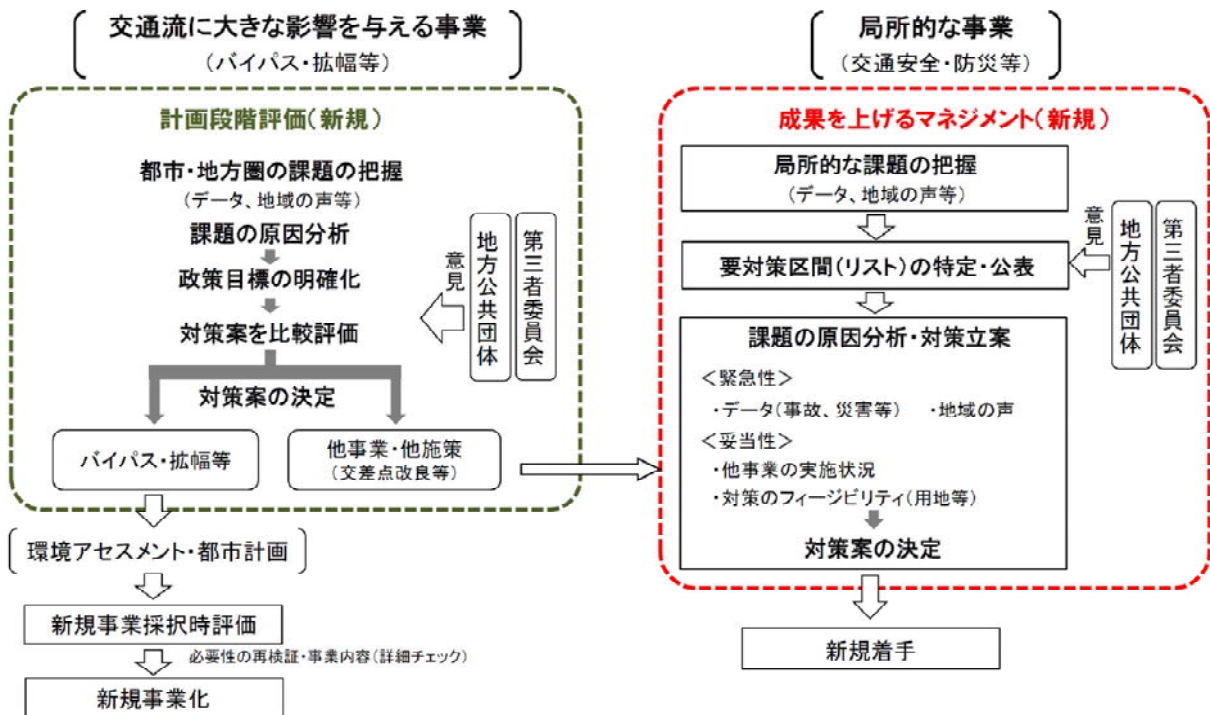 交通流に大きな影響を与える事業
(バイパス・拡幅等)
計画段階評価(新規)
都市・地方圏の課題の把握
(データ、地域の声等)
課題の原因分析
政策目標の明確化
対策案を比較評価
対策案の決定
バイパス・拡幅等
他事業・他施策
(交差点改良等)
意見
地方公共団体
第三者委員会
環境アセスメント・都市計画
新規事業採択時評価
必要性の再検証・事業内容(詳細チェック)
新規事業化
局所的な事業
(交通安全・防災等)
成果を上げるマネジメント(新規)
局所的な課題の把握
(データ、地域の声等)
要対策区間(リスト)の特定・公表
意見
地方公共団体
第三者委員会
課題の原因分析・対策立案
<緊急性>
・データ(事故、災害等) ・地域の声
<妥当性>
・他事業の実施状況
・対策のフィージビリティ(用地等)
対策案の決定
新規着手